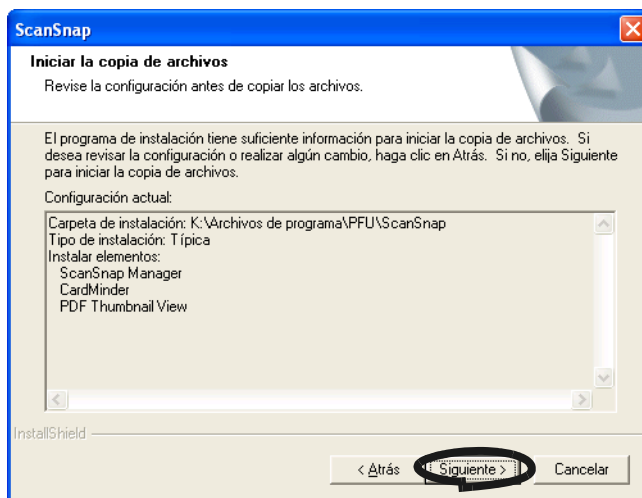 ScanSnap
Iniciar la copia de archivos
Revise la configuración antes de copiar los archivos.
El programa de instalación tiene suficiente información para iniciar la copia de archivos. Si
desea revisar la configuración o realizar algún cambio, haga clic en Atrás. Si no, elija Siguiente
para iniciar la copia de archivos.
Configuración actual:
Carpeta de instalación: K:\Archivos de programa\PFU\ScanSnap
Tipo de instalación: Típica
Instalar elementos:
ScanSnap Manager
CardMinder
PDF Thumbnail View
InstallShield
< Atrás Siguiente > Cancelar